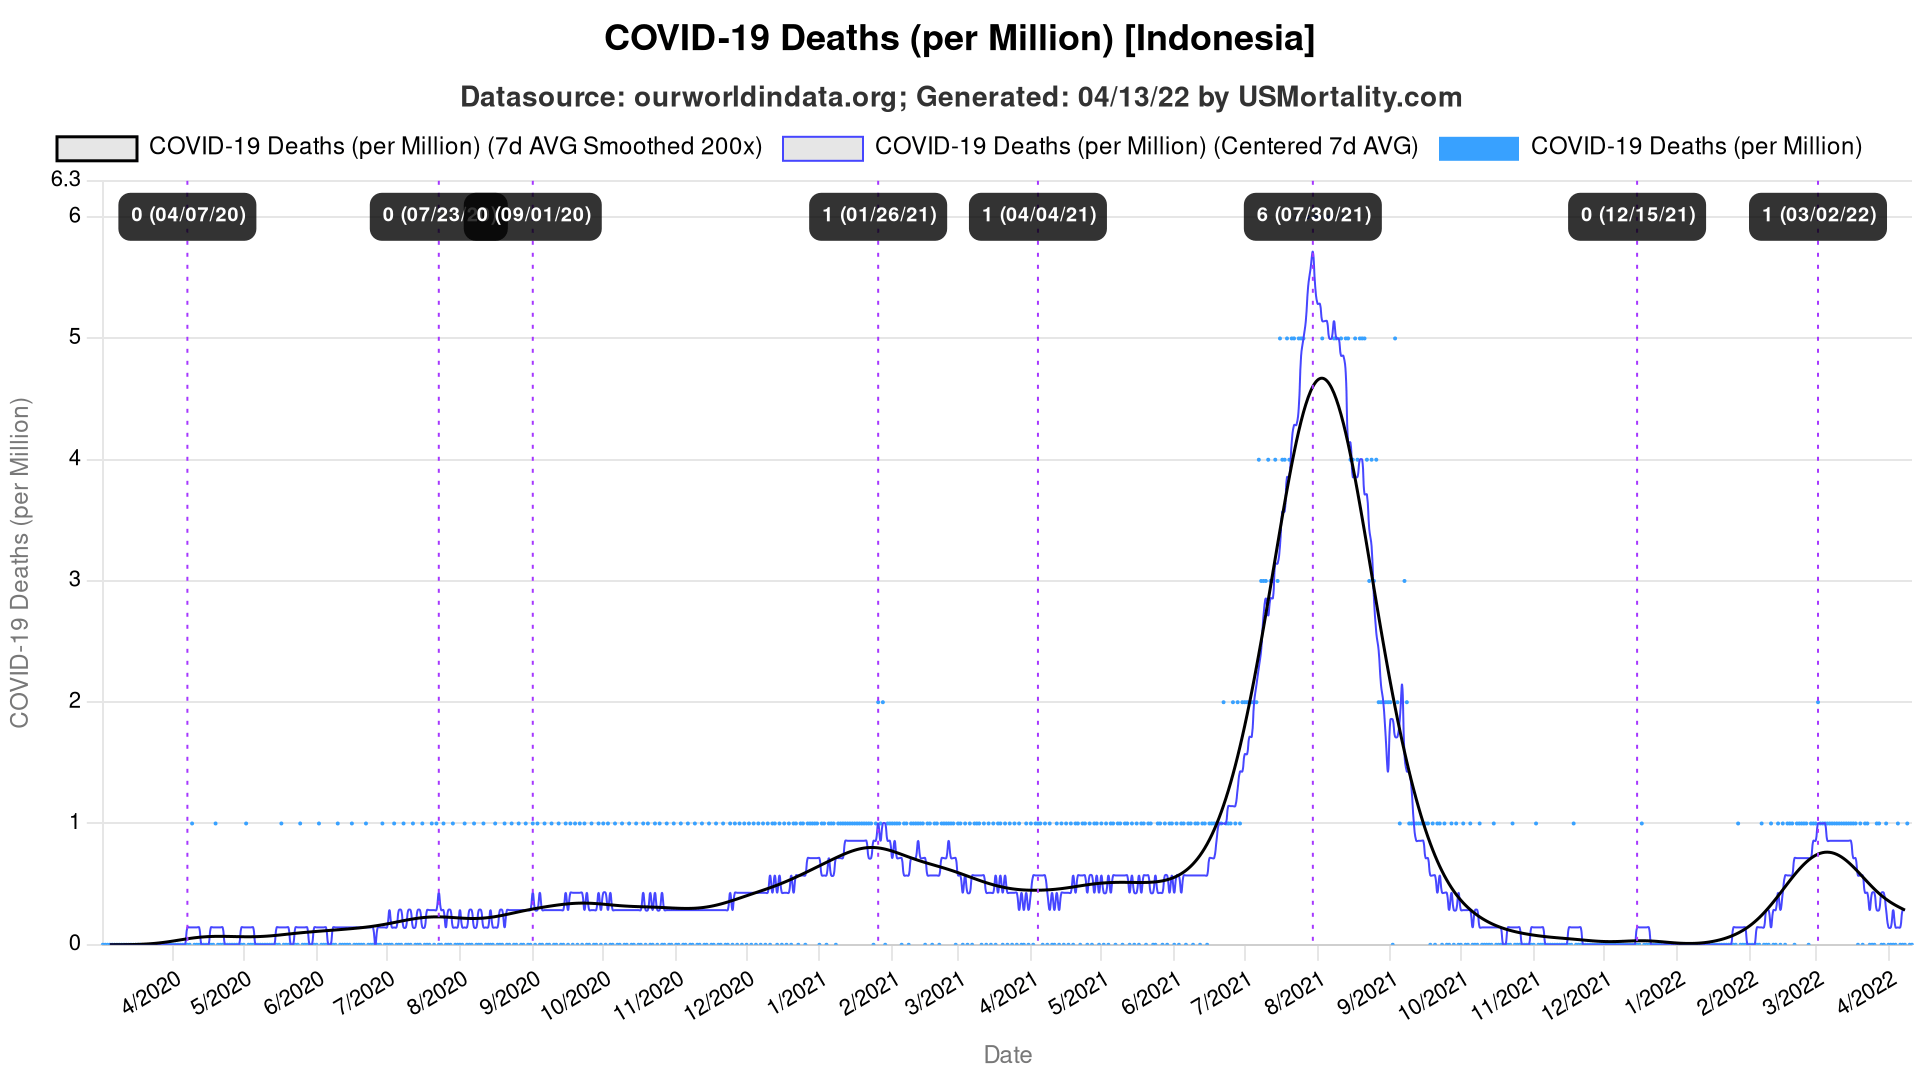 COVID-19 Deaths (per Million) [Indonesia]
Datasource: ourworldindata.org; Generated: 04/13/22 by USMortality.com
COVID-19 Deaths (per Million) (7d AVG Smoothed 200x) COVID-19 Deaths (per Million) (Centered 7d AVG) COVID-19 Deaths (per Million)
6.3
0 (04/07/20) 0 (07/23/ 0 (09/01/20) 1 (01/26/21) 1 (04/04/21) 6 (07/30/21) 0 (12/15/21) 1 (03/02/22)
6
5
4
3
2
1
0
COVID-19 Deaths (per Million)
4/2020 5/2020 6/2020 7/2020 8/2020 9/2020 10/2020 11/2020 12/2020 1/2021 2/2021 3/2021 4/2021 5/2021 6/2021 7/2021 8/2021 9/2021 10/2021 11/2021 12/2021 1/2022 2/2022 3/2022 4/2022
Date